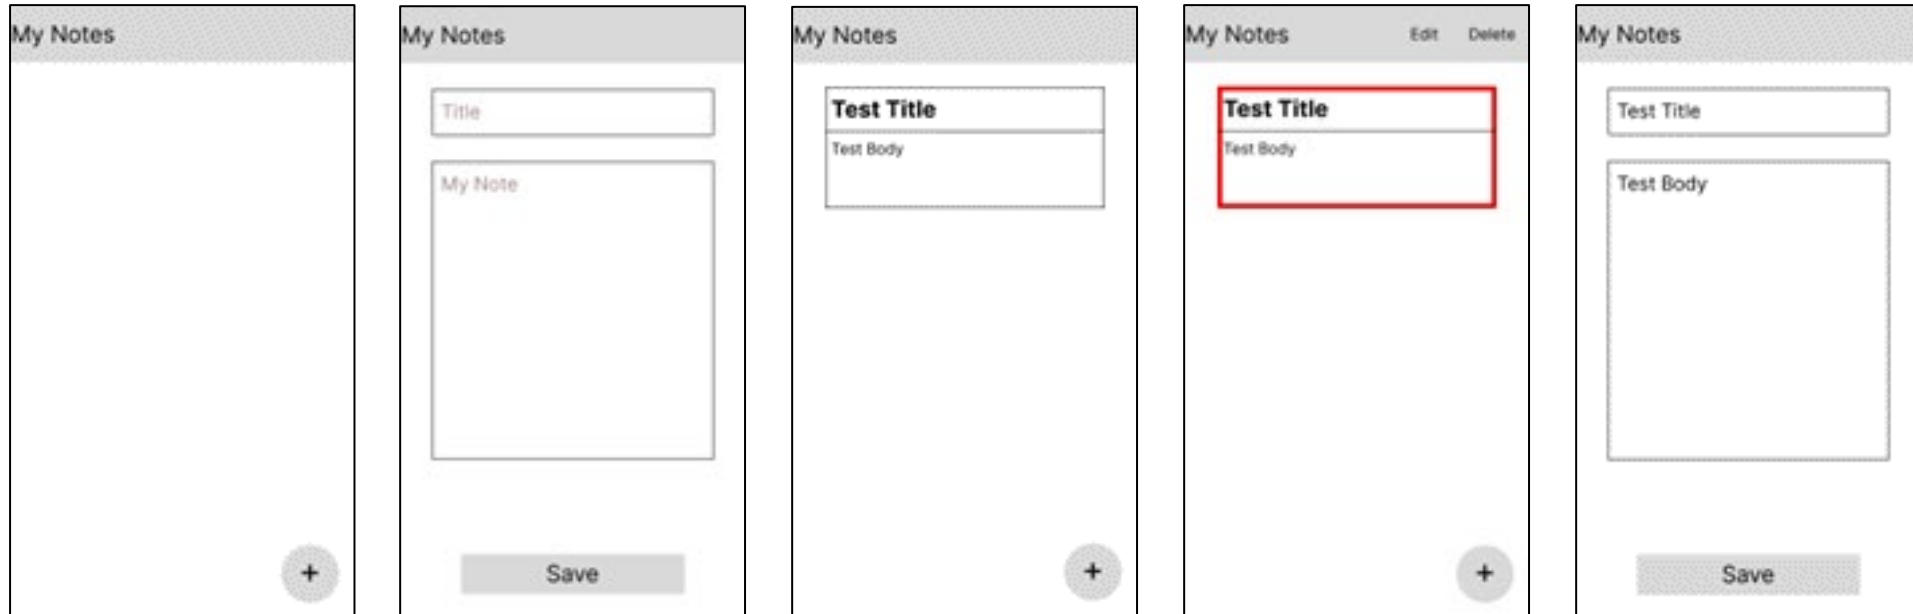 My Notes
+
My Notes
Title
My Note
Save
My Notes
Test Title
Test Body
+
My Notes Edit Delete
Test Title
Test Body
+
My Notes
Test Title
Test Body
Save